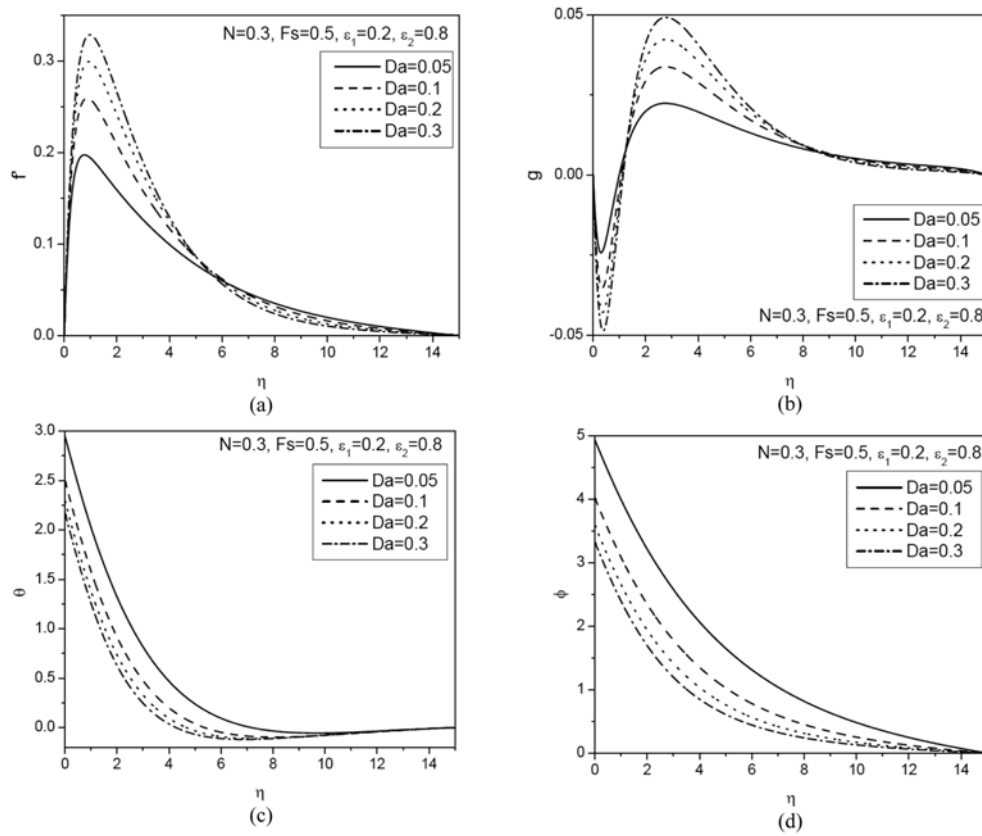 N=0.3, Fs=0.5, ε₁=0.2, ε₂=0.8
Da=0.05
Da=0.1
Da=0.2
Da=0.3
f'
0.3
0.2
0.1
0.0
0 2 4 6 8 10 12 14
η
(a)
0.05
0.00
-0.05
g
Da=0.05
Da=0.1
Da=0.2
Da=0.3
N=0.3, Fs=0.5, ε₁=0.2, ε₂=0.8
0 2 4 6 8 10 12 14
η
(b)
N=0.3, Fs=0.5, ε₁=0.2, ε₂=0.8
Da=0.05
Da=0.1
Da=0.2
Da=0.3
3.0
2.5
2.0
1.5
1.0
0.5
0.0
θ
0 2 4 6 8 10 12 14
η
(c)
N=0.3, Fs=0.5, ε₁=0.2, ε₂=0.8
Da=0.05
Da=0.1
Da=0.2
Da=0.3
5
4
3
2
1
0
ϕ
0 2 4 6 8 10 12 14
η
(d)